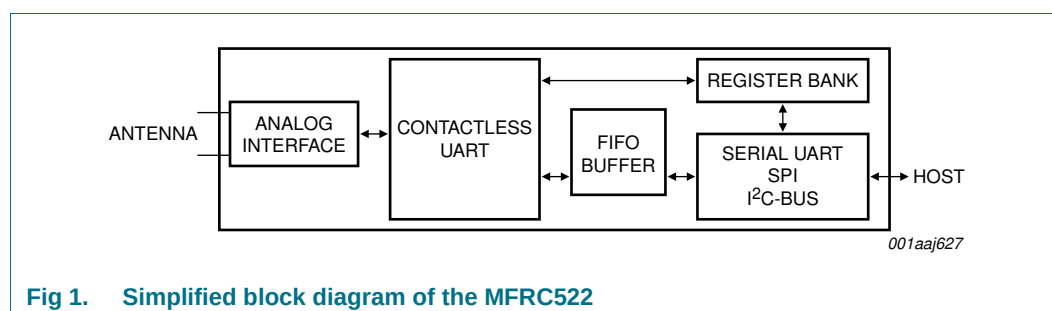 ANTENNA
ANALOG
INTERFACE
CONTACTLESS
UART
FIFO
BUFFER
REGISTER BANK
SERIAL UART
SPI
I²C-BUS
HOST
001aaj627
Fig 1. Simplified block diagram of the MFRC522